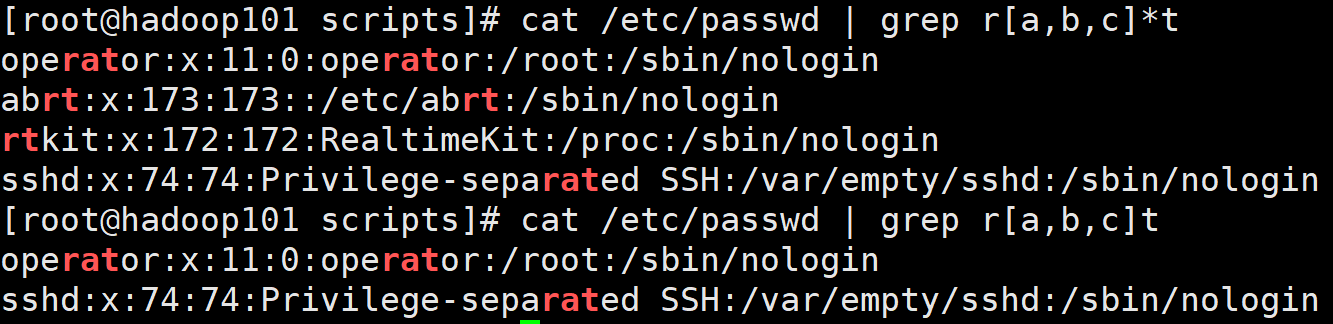 [root@hadoop101 scripts]# cat /etc/passwd | grep r[a,b,c]*t
operator:x:11:0:operator:/root:/sbin/nologin
abrt:x:173:173::/etc/abrt:/sbin/nologin
rtkit:x:172:172:RealtimeKit:/proc:/sbin/nologin
sshd:x:74:74:Privilege-separated SSH:/var/empty/sshd:/sbin/nologin
[root@hadoop101 scripts]# cat /etc/passwd | grep r[a,b,c]t
operator:x:11:0:operator:/root:/sbin/nologin
sshd:x:74:74:Privilege-separated SSH:/var/empty/sshd:/sbin/nologin